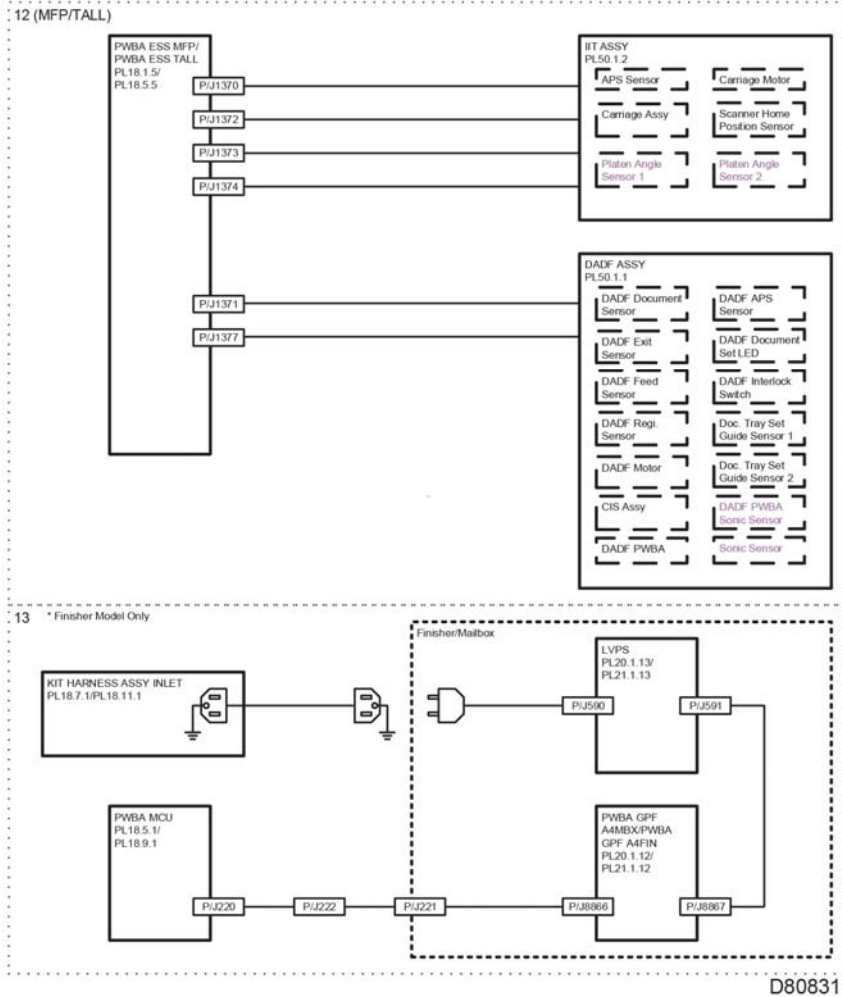 12 (MFP/TALL)
PWBA ESS MFP/
PWBA ESS TALL
PL18.1.5/
PL18.5.5
P/J1370
P/J1372
P/J1373
P/J1374
P/J1371
P/J1377
IIT ASSY
PL50.1.2
APS Sensor
Carriage Motor
Carriage Assy
Scanner Home
Position Sensor
Platen Angle
Sensor 1
Platen Angle
Sensor 2
DADF ASSY
PL50.1.1
DADF Document
Sensor
DADF APS
Sensor
DADF Exit
Sensor
DADF Document
Set LED
DADF Feed
Sensor
DADF Interlock
Switch
DADF Regi.
Sensor
Doc. Tray Set
Guide Sensor 1
DADF Motor
Doc. Tray Set
Guide Sensor 2
CIS Assy
DADF PWBA
Sonic Sensor
DADF PWBA
Sonic Sensor
13 * Finisher Model Only
Finisher/Mailbox
KIT HARNESS ASSY INLET
PL18.7.1/PL18.11.1
LVPS
PL20.1.13/
PL21.1.13
P/J590
P/J591
PWBA MCU
PL18.5.1/
PL18.9.1
PWBA GPF
A4MBX/PWBA
GPF A4FIN
PL20.1.12/
PL21.1.12
P/J220
P/J222
P/J221
P/J8866
P/J8867
D80831